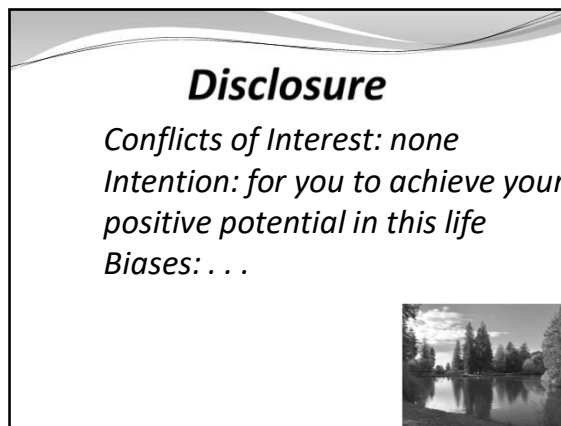 Disclosure
Conflicts of Interest: none
Intention: for you to achieve your
positive potential in this life
Biases: . . .